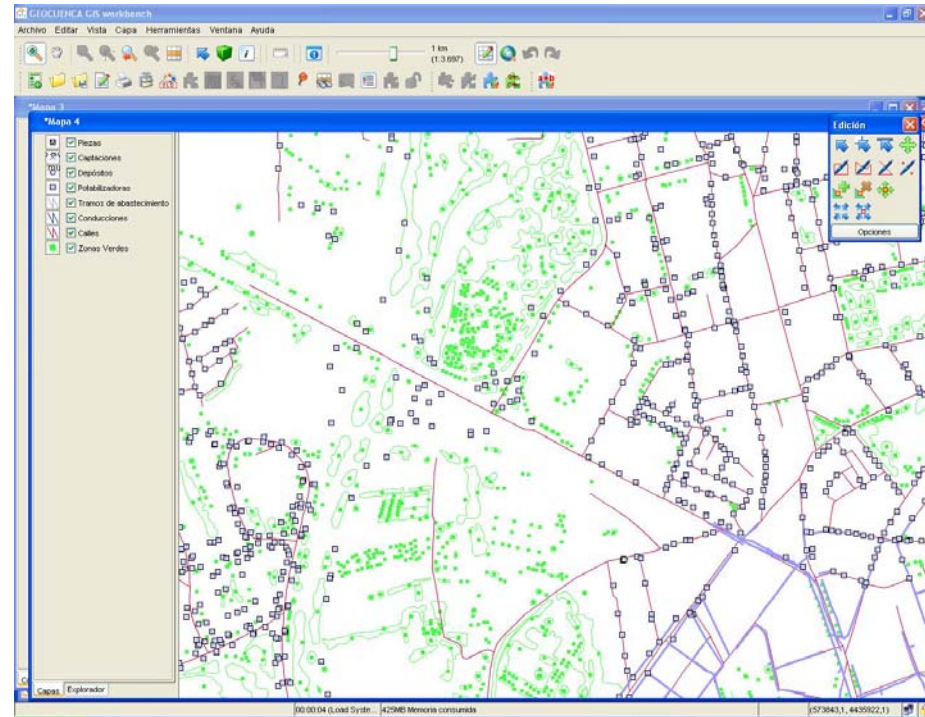 GEOCUENCA GIS workbench
Archivo Editar Vista Capa Herramientas Ventana Ayuda
1 km
(1:3.697)
*Mapa 3
*Mapa 4
Edición
Piezas
Captaciones
Depósitos
Potabilizadoras
Tramos de abastecimiento
Conducciones
Calles
Zonas Verdes
Opciones
Capas Explorador
00:00:04 (Load Syste... 425MB Memoria consumida (573843,1, 4435922,1)